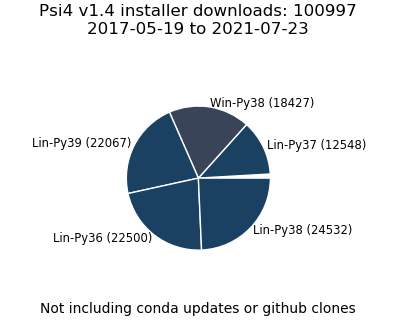 Psi4 v1.4 installer downloads: 100997
2017-05-19 to 2021-07-23
Win-Py38 (18427)
Lin-Py39 (22067)
Lin-Py37 (12548)
Lin-Py36 (22500)
Lin-Py38 (24532)
Not including conda updates or github clones